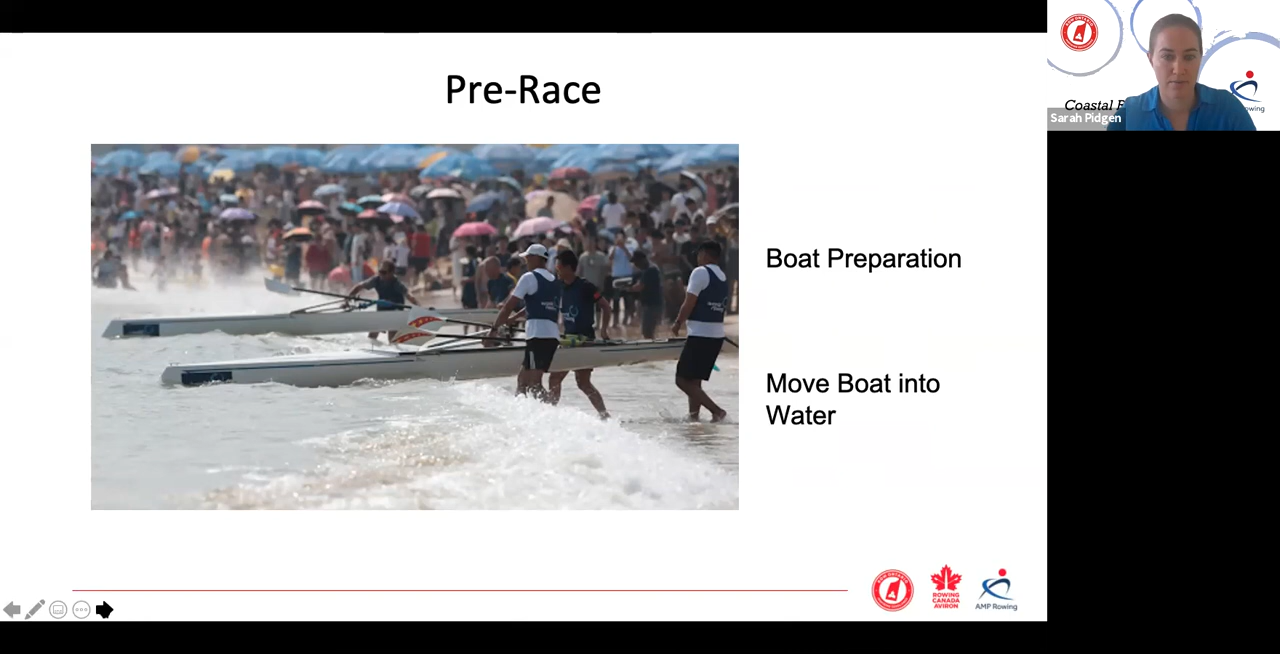 Pre-Race
Boat Preparation
Move Boat into
Water
Coastal
Sarah Pidgen
ROWING
CANADA
AVIRON
AMP Rowing